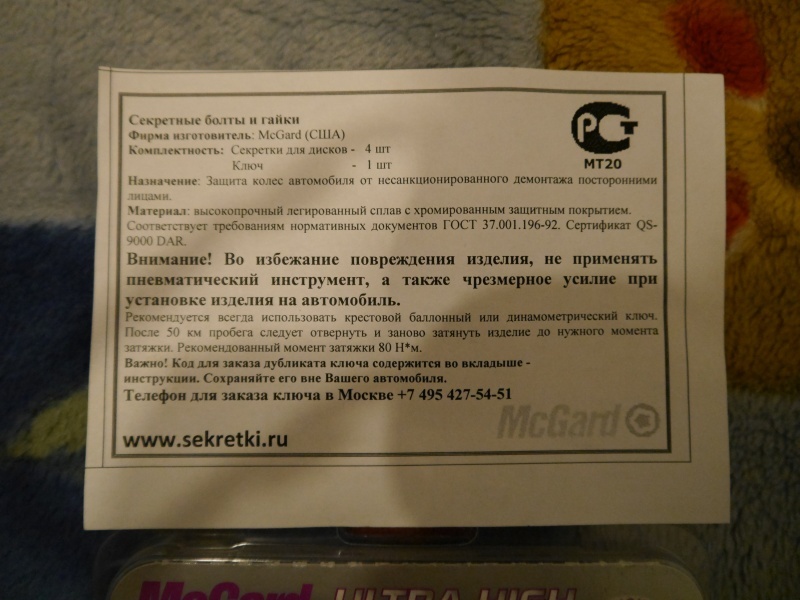 Секретные болты и гайки
Фирма изготовитель: McGard (США)
Комплектность: Секретки для дисков - 4 шт
Ключ - 1 шт
Назначение: Защита колес автомобиля от несанкционированного демонтажа посторонними
лицами.
Материал: высокопрочный легированный сплав с хромированным защитным покрытием.
Соответствует требованиям нормативных документов ГОСТ 37.001.196-92. Сертификат QS-
9000 DAR.
Внимание! Во избежание повреждения изделия, не применять
пневматический инструмент, а также чрезмерное усилие при
установке изделия на автомобиль.
Рекомендуется всегда использовать крестовой баллонный или динамометрический ключ.
После 50 км пробега следует отвернуть и заново затянуть изделие до нужного момента
затяжки. Рекомендованный момент затяжки 80 Н*м.
Важно! Код для заказа дубликата ключа содержится во вкладыше -
инструкции. Сохраняйте его вне Вашего автомобиля.
Телефон для заказа ключа в Москве +7 495 427-54-51
www.sekretki.ru
McGard
РСТ
МТ20
McGard ULTRA HIGH